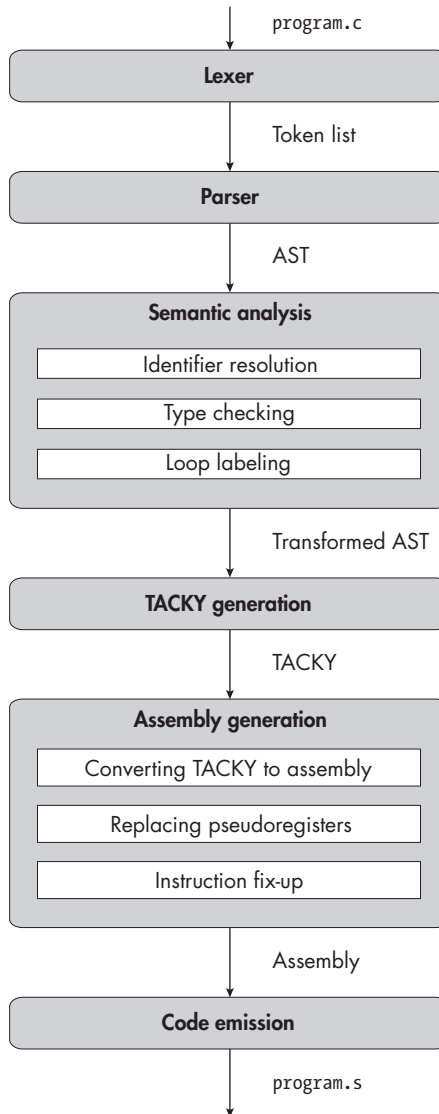 program.c
Lexer
Token list
Parser
AST
Semantic analysis
Identifier resolution
Type checking
Loop labeling
Transformed AST
TACKY generation
TACKY
Assembly generation
Converting TACKY to assembly
Replacing pseudoregisters
Instruction fix-up
Assembly
Code emission
program.s